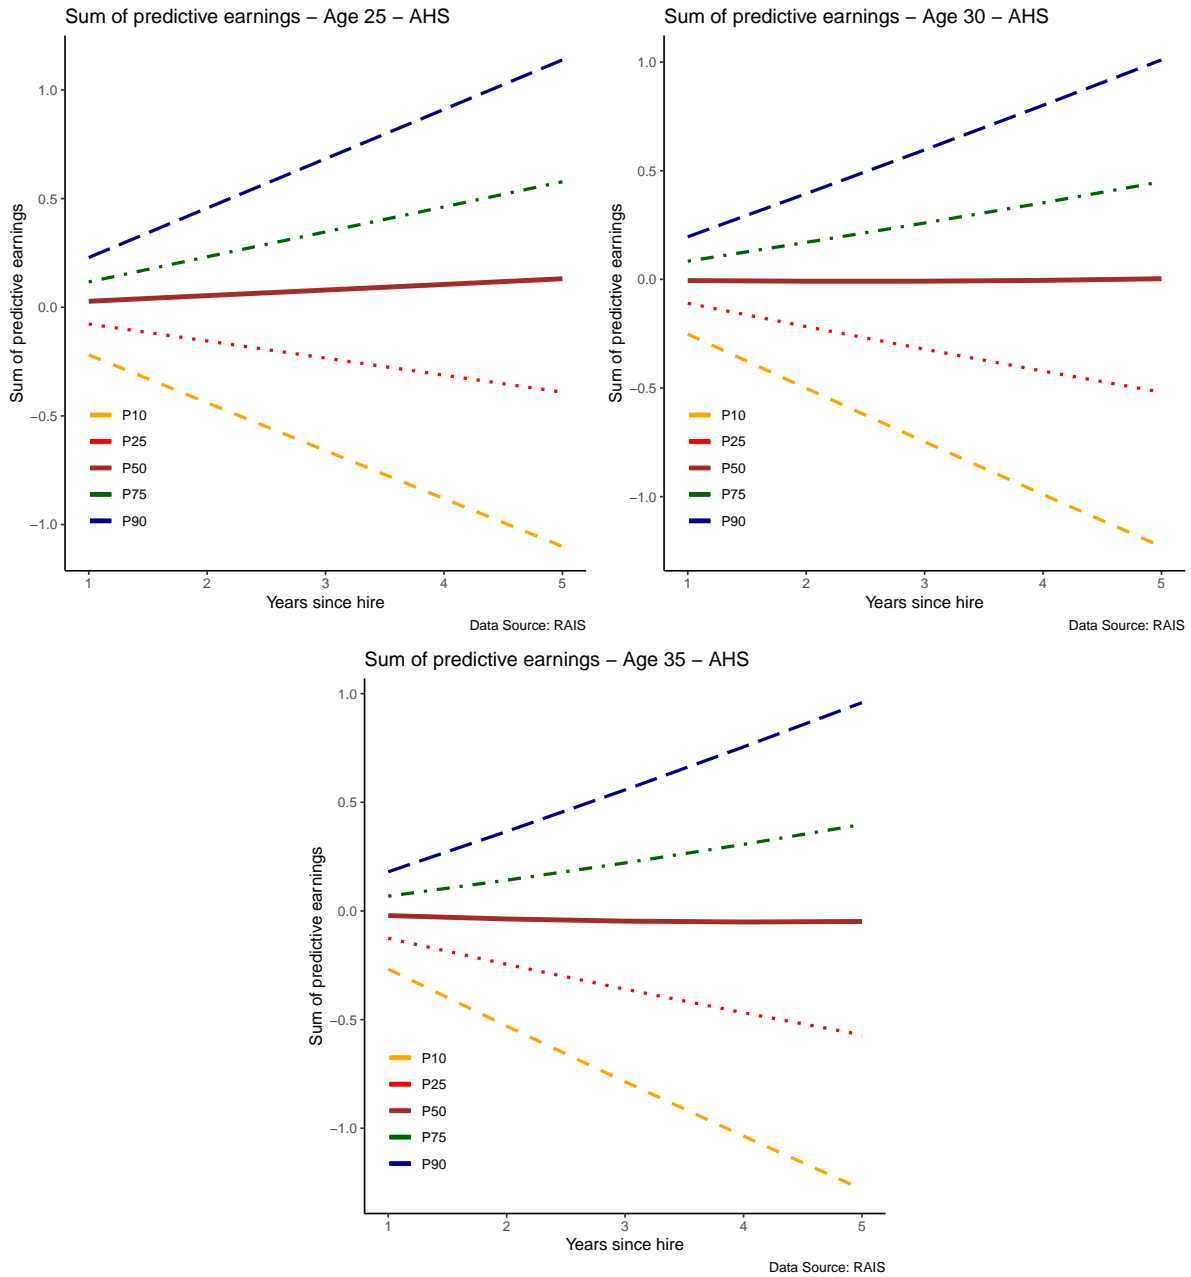 Sum of predictive earnings – Age 25 – AHS
Sum of predictive earnings
1.0
0.5
0.0
−0.5
−1.0
P10
P25
P50
P75
P90
1 2 3 4 5
Years since hire
Data Source: RAIS
Sum of predictive earnings – Age 30 – AHS
Sum of predictive earnings
1.0
0.5
0.0
−0.5
−1.0
P10
P25
P50
P75
P90
1 2 3 4 5
Years since hire
Data Source: RAIS
Sum of predictive earnings – Age 35 – AHS
Sum of predictive earnings
1.0
0.5
0.0
−0.5
−1.0
P10
P25
P50
P75
P90
1 2 3 4 5
Years since hire
Data Source: RAIS